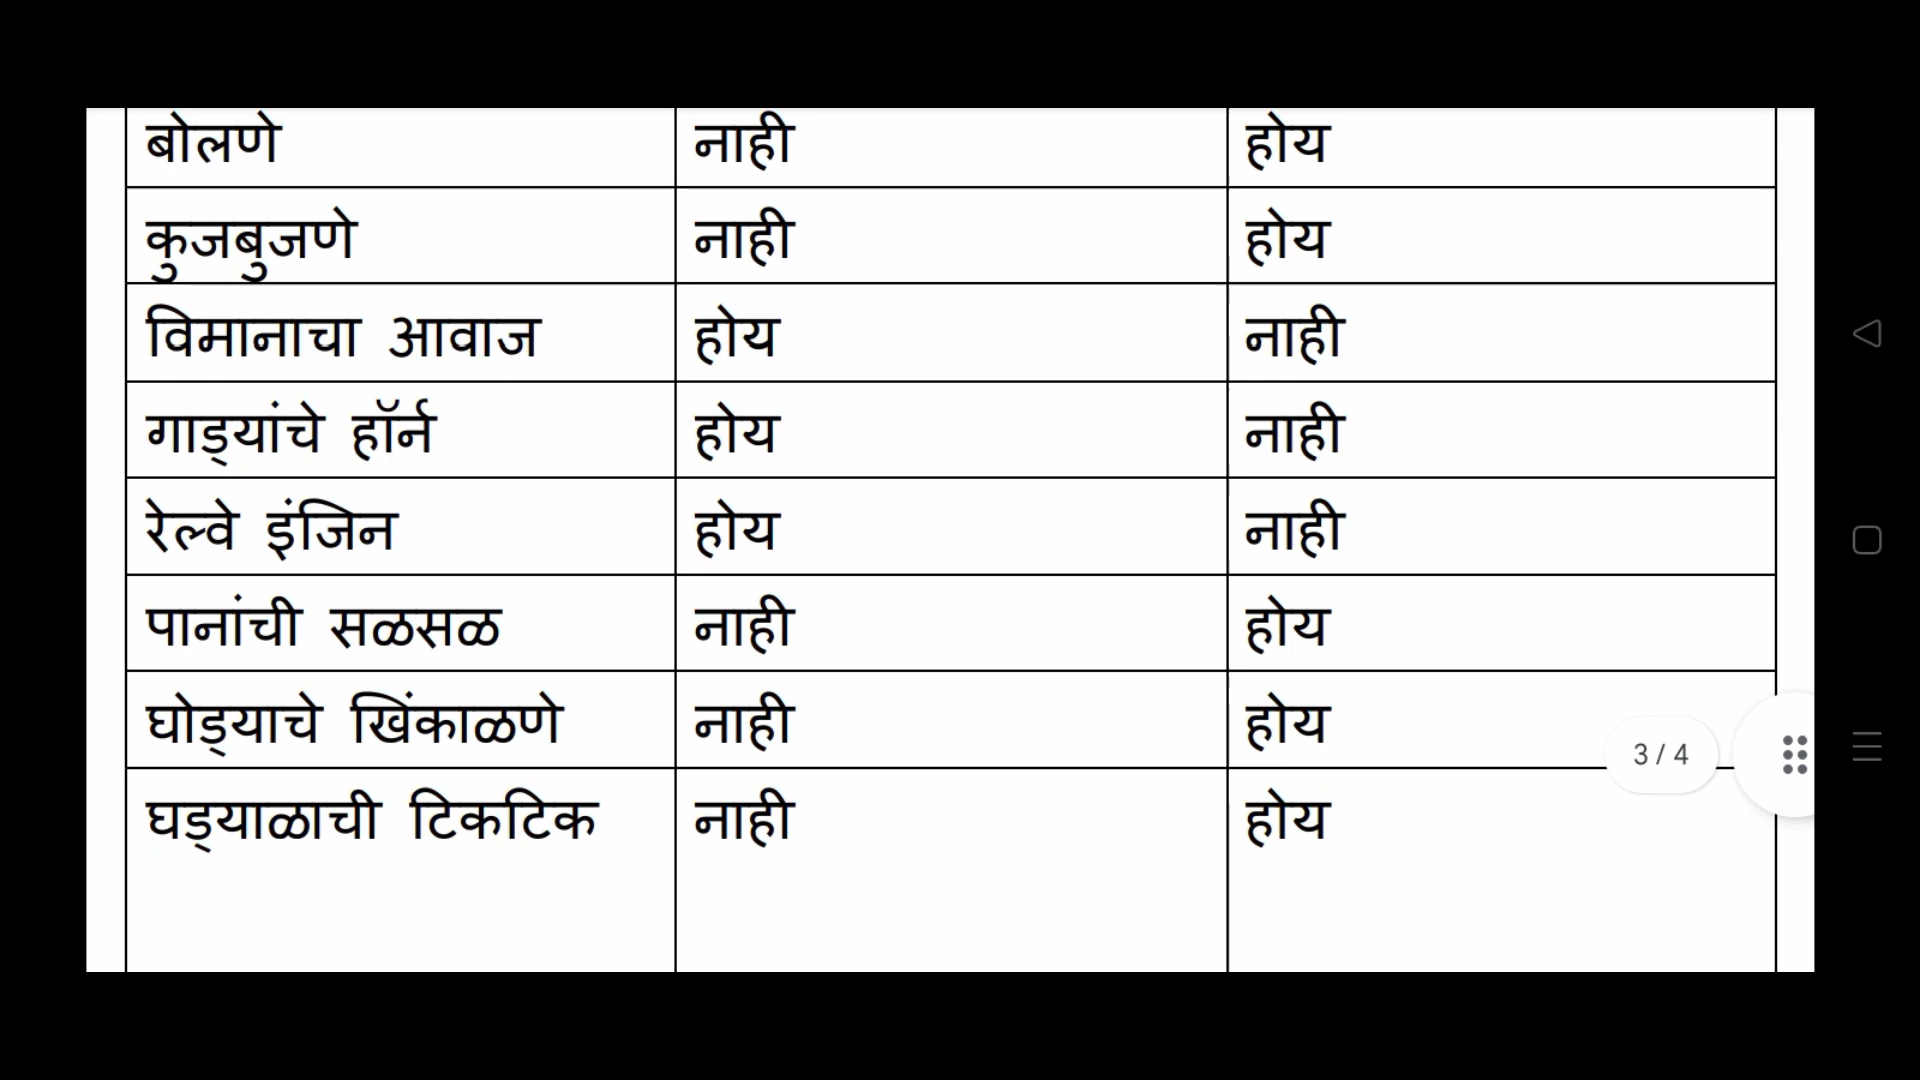 बोलणे नाही होय
कुजबुजणे नाही होय
विमानाचा आवाज होय नाही
गाड्यांचे हॉर्न होय नाही
रेल्वे इंजिन होय नाही
पानांची सळसळ नाही होय
घोड्याचे खिंकाळणे नाही होय
3 / 4
घड्याळाची टिकटिक नाही होय